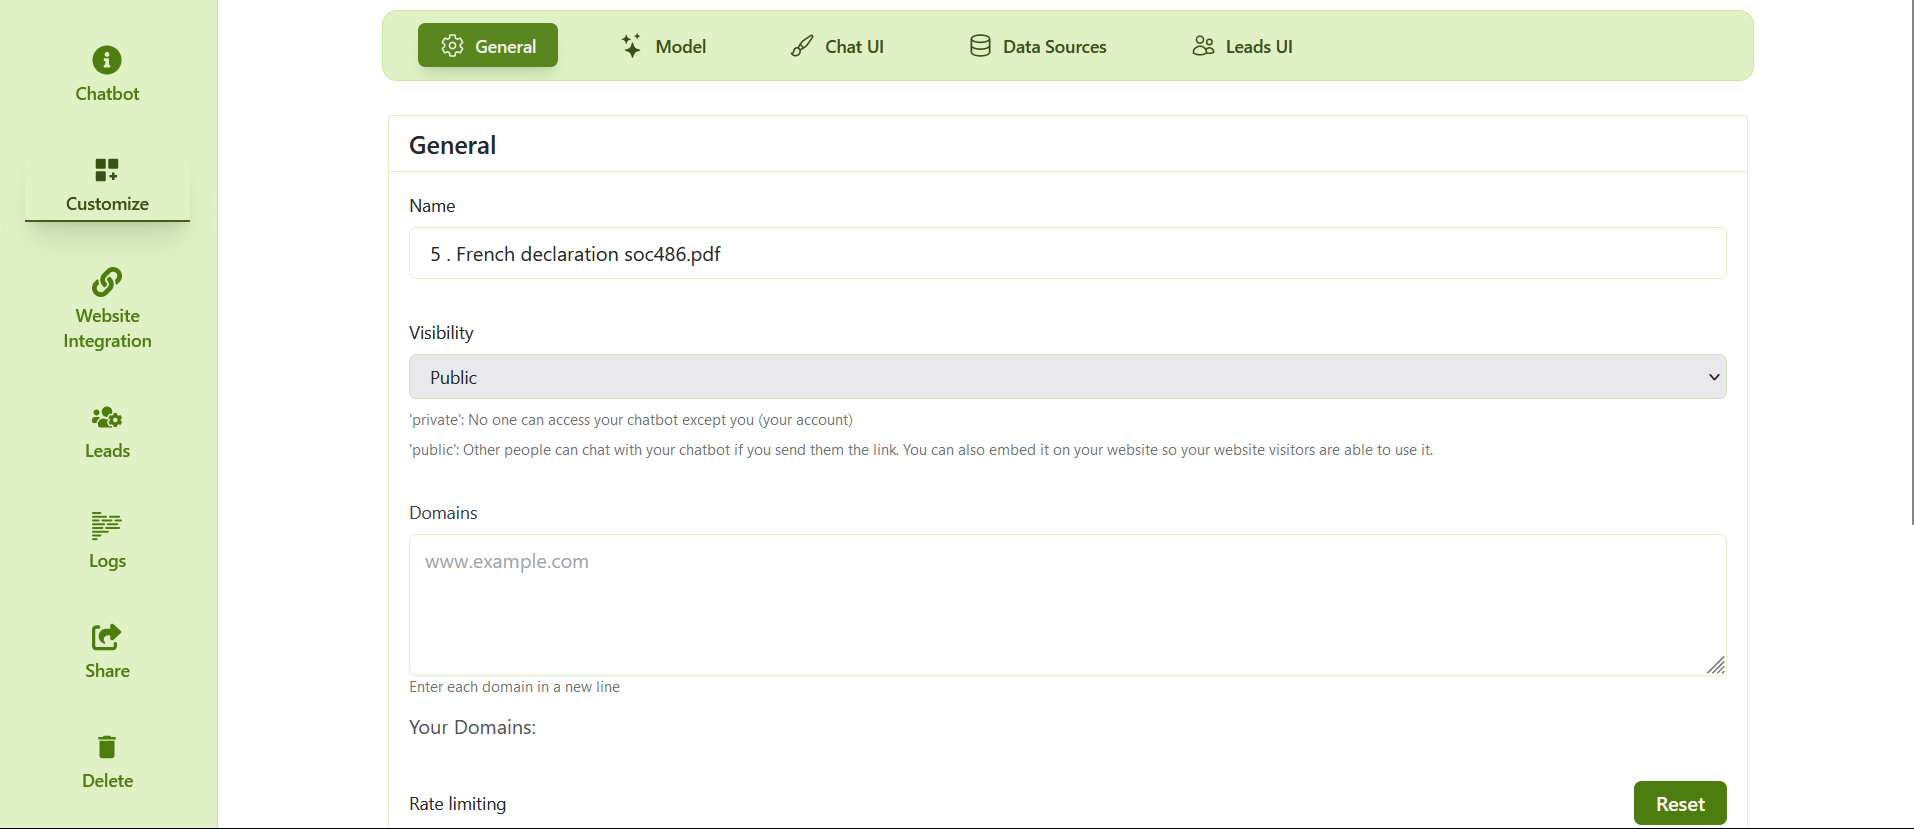 Chatbot
Customize
Website
Integration
Leads
Logs
Share
Delete
General
Model
Chat UI
Data Sources
Leads UI
General
Name
5 . French declaration soc486.pdf
Visibility
Public
'private': No one can access your chatbot except you (your account)
'public': Other people can chat with your chatbot if you send them the link. You can also embed it on your website so your website visitors are able to use it.
Domains
www.example.com
Enter each domain in a new line
Your Domains:
Rate limiting
Reset